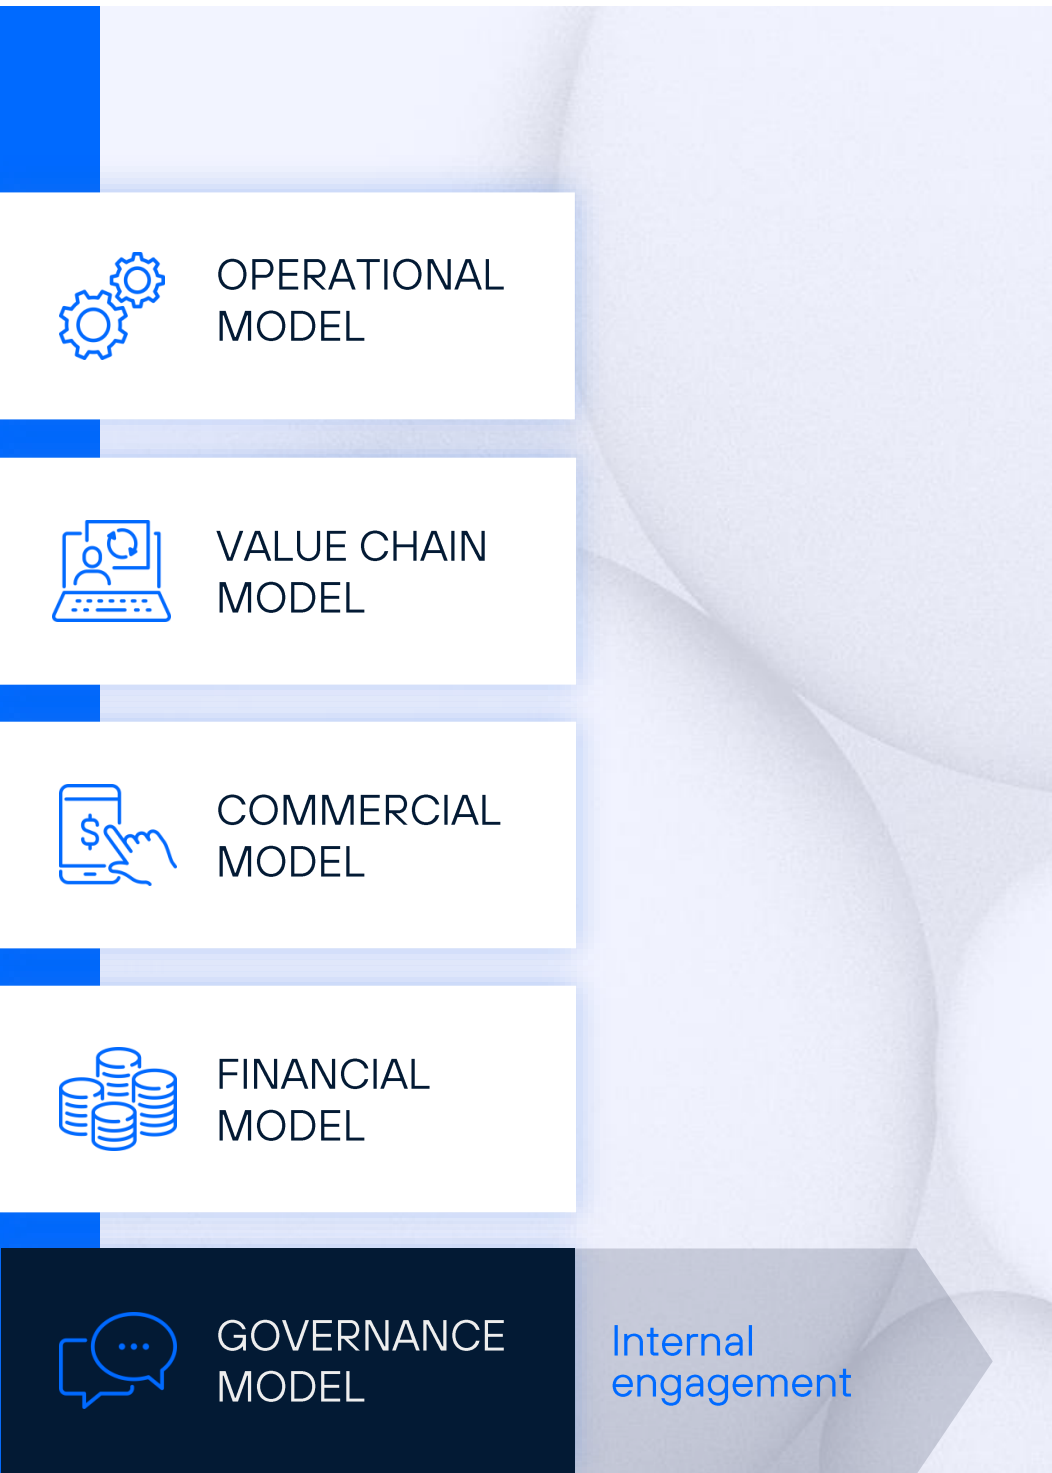 OPERATIONAL
MODEL
VALUE CHAIN
MODEL
$
COMMERCIAL
MODEL
FINANCIAL
MODEL
GOVERNANCE
MODEL
Internal
engagement